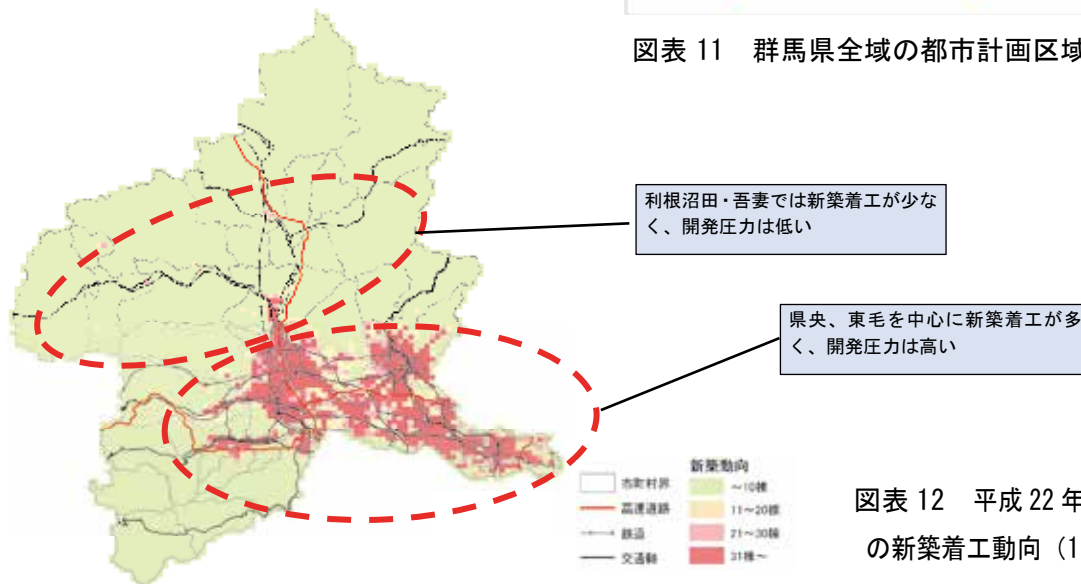 図表 11　群馬県全域の都市計画区域
利根沼田・吾妻では新築着工が少な
く、開発圧力は低い
県央、東毛を中心に新築着工が多
く、開発圧力は高い
新築動向
市町村界
～10棟
高速道路
11～20棟
鉄道
21～30棟
交通軸
31棟～
図表 12　平成 22 年
の新築着工動向（1